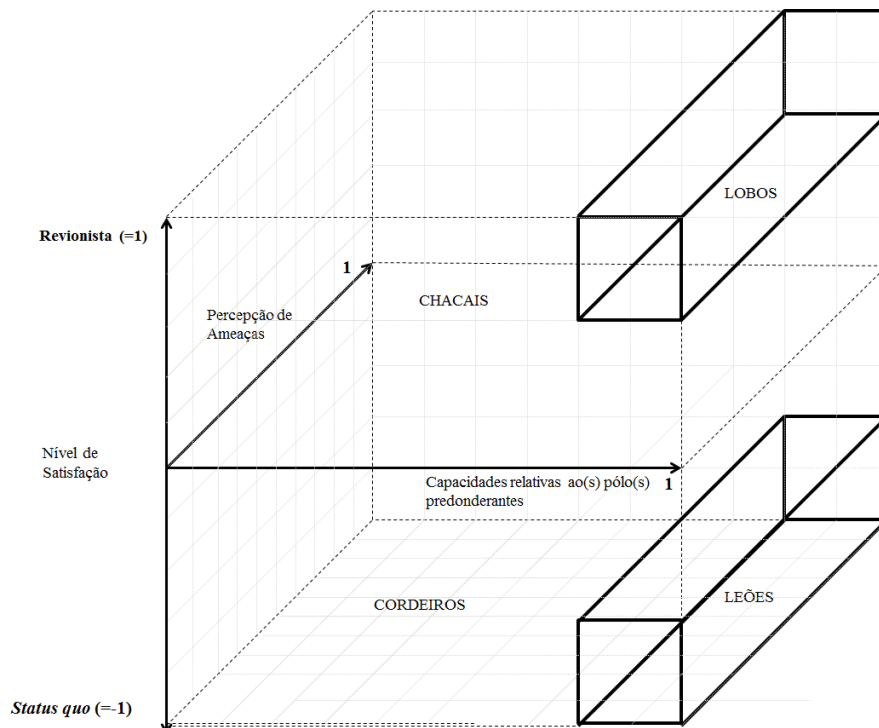 LOBOS
Revionista (=1)
1
CHACAIS
Percepção de
Ameaças
Nível de
Satisfação
Capacidades relativas ao(s) pólo(s)
predonderantes
1
CORDEIROS
LEÕES
Status quo (=-1)